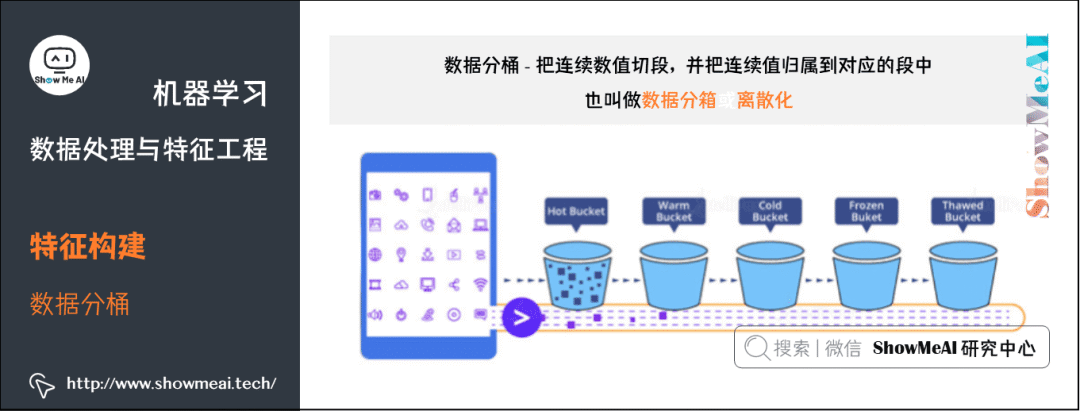 Show Me AI
机器学习
数据处理与特征工程
特征构建
数据分桶
http://www.showmeai.tech/
数据分桶 - 把连续数值切段，并把连续值归属到对应的段中
也叫做数据分箱或离散化
ShowMeAI
Hot Bucket
Warm
Bucket
Cold
Bucket
Frozen
Buket
Thawed
Bucket
搜索 | 微信 ShowMeAI 研究中心